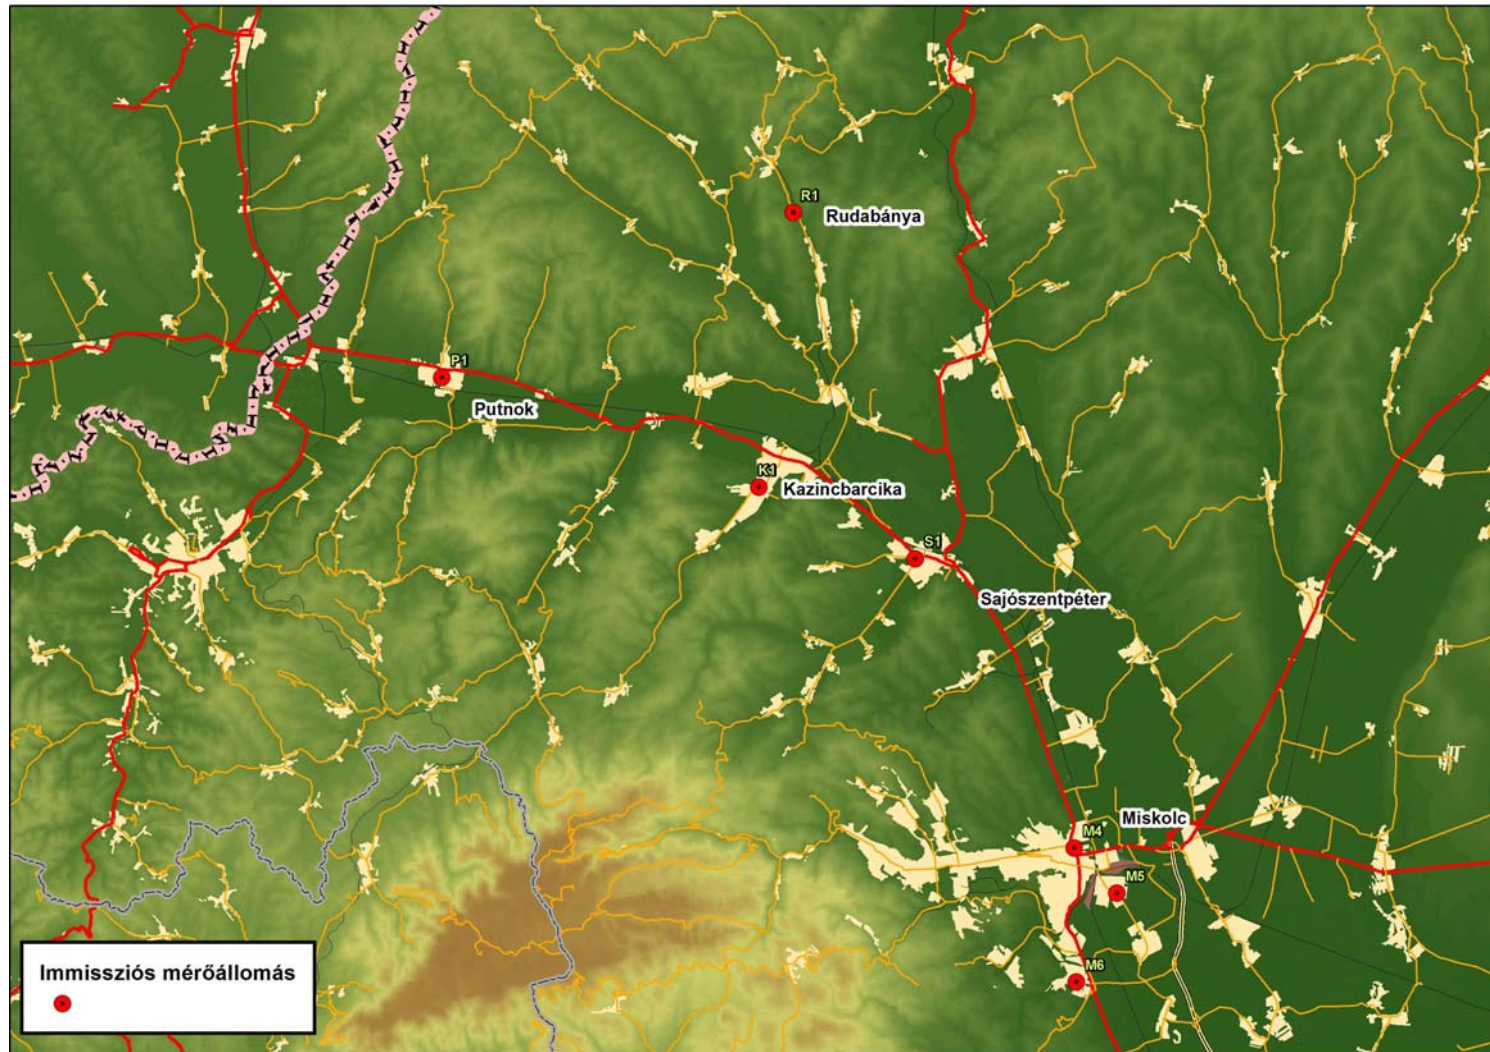 R1
Rudabánya
P1
Putnok
K1
Kazincbarcika
S1
Sajószentpéter
Miskolc
M4
M5
M6
Immissziós mérőállomás